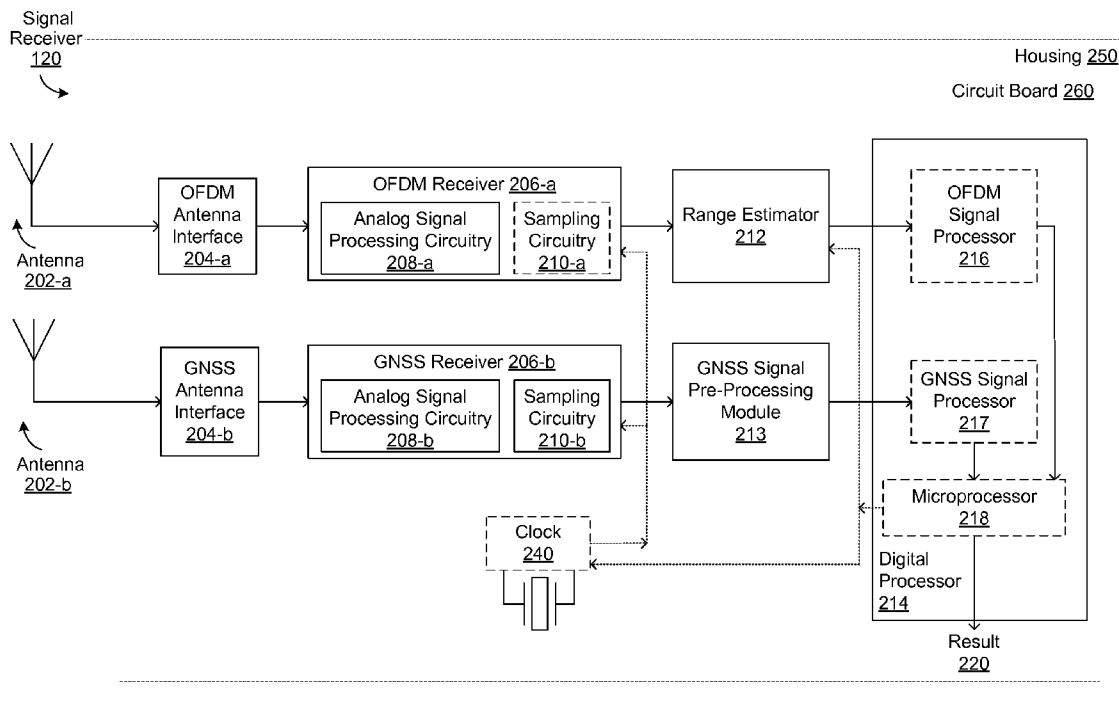 Signal
Receiver
120
Housing 250
Circuit Board 260
OFDM
Antenna
Interface
204-a
OFDM Receiver 206-a
Analog Signal
Processing Circuitry
208-a
Sampling
Circuitry
210-a
Range Estimator
212
OFDM
Signal
Processor
216
Antenna
202-a
GNSS
Antenna
Interface
204-b
GNSS Receiver 206-b
Analog Signal
Processing Circuitry
208-b
Sampling
Circuitry
210-b
GNSS Signal
Pre-Processing
Module
213
GNSS Signal
Processor
217
Antenna
202-b
Microprocessor
218
Clock
240
Digital
Processor
214
Result
220